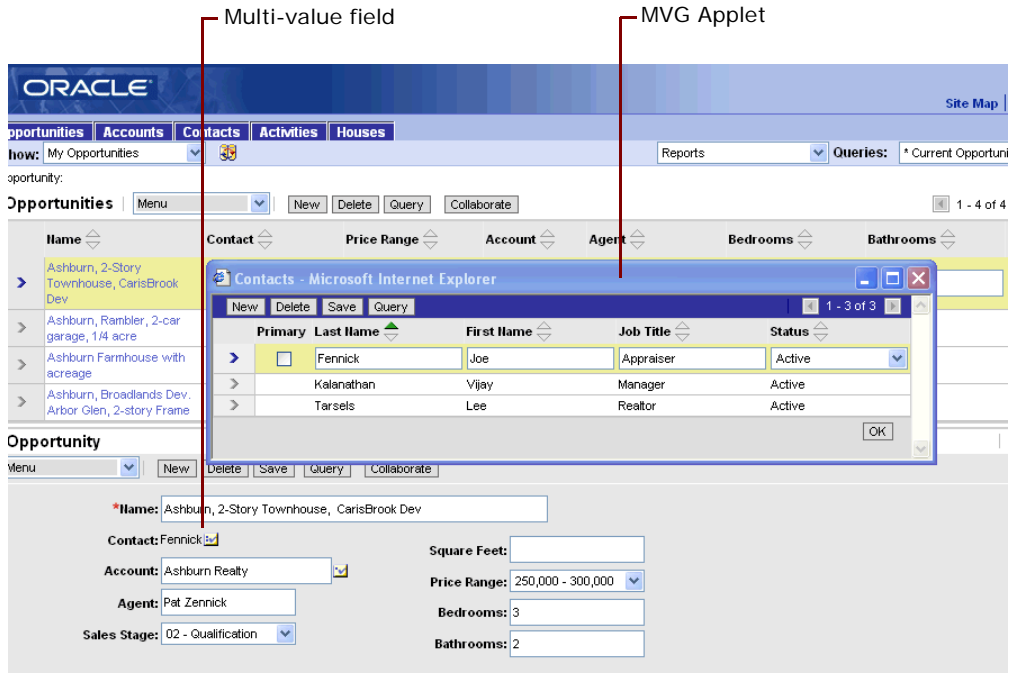 Multi-value field
MVG Applet
ORACLE
Site Map
pportunities Accounts Contacts Activities Houses
how: My Opportunities Reports Queries: * Current Opportuni
pportunity:
Opportunities Menu New Delete Query Collaborate 1 - 4 of 4
Name Contact Price Range Account Agent Bedrooms Bathrooms
Ashburn, 2-Story
Townhouse, CarisBrook
Dev
Ashburn, Rambler, 2-car
garage, 1/4 acre
Ashburn Farmhouse with
acreage
Ashburn, Broadlands Dev.
Arbor Glen, 2-story Frame
Contacts - Microsoft Internet Explorer
New Delete Save Query 1 - 3 of 3
Primary Last Name First Name Job Title Status
Fennick Joe Appraiser Active
Kalanathan Vijay Manager Active
Tarsels Lee Realtor Active
OK
Opportunity
Menu New Delete Save Query Collaborate
*Name: Ashburn, 2-Story Townhouse, CarisBrook Dev
Contact: Fennick
Account: Ashburn Realty
Agent: Pat Zennick
Sales Stage: 02 - Qualification
Square Feet:
Price Range: 250,000 - 300,000
Bedrooms: 3
Bathrooms: 2